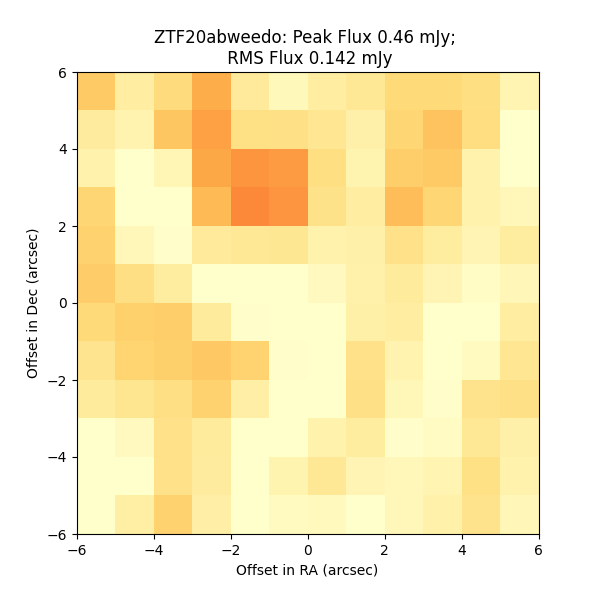 ZTF20abweedo: Peak Flux 0.46 mJy;
RMS Flux 0.142 mJy
6
4
2
0
−2
−4
−6
Offset in Dec (arcsec)
−6 −4 −2 0 2 4 6
Offset in RA (arcsec)